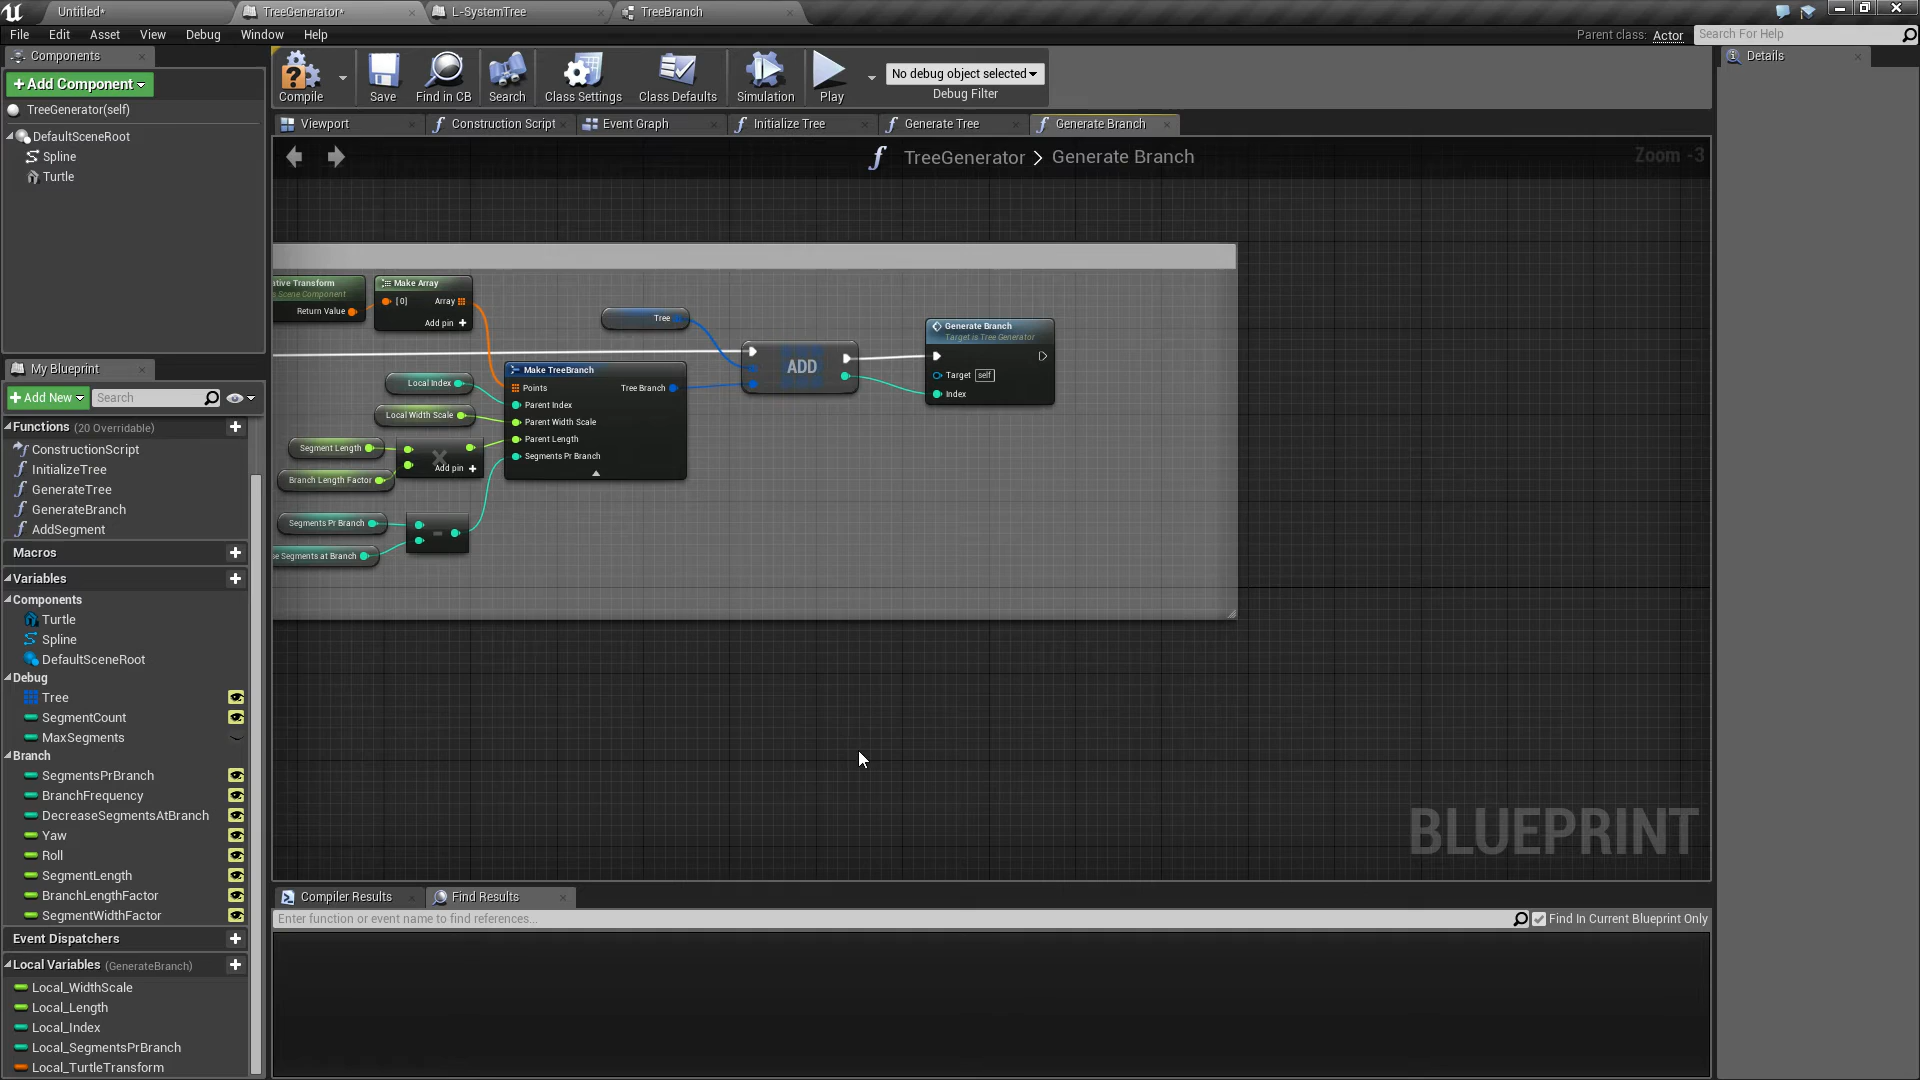 Untitled*
TreeGenerator*
L-SystemTree
TreeBranch
File Edit Asset View Debug Window Help
Parent class: Actor
Search For Help
Components
+Add Component
TreeGenerator(self)
DefaultSceneRoot
Spline
Turtle
Compile
Save
Find in CB
Search
Class Settings
Class Defaults
Simulation
Play
No debug object selected
Debug Filter
Details
Viewport
Construction Script
Event Graph
Initialize Tree
Generate Tree
Generate Branch
TreeGenerator > Generate Branch
Zoom -3
ative Transform
Scene Component
Return Value
Make Array
[0] Array
Add pin +
Tree
ADD
Generate Branch
Target is Tree Generator
Target self
Index
Make TreeBranch
Points Tree Branch
Parent Index
Parent Width Scale
Parent Length
Segments Pr Branch
Local Index
Local Width Scale
Segment Length
Add pin +
Branch Length Factor
Segments Pr Branch
se Segments at Branch
BLUEPRINT
My Blueprint
+Add New
Search
Functions (20 Overridable)
ConstructionScript
InitializeTree
GenerateTree
GenerateBranch
AddSegment
Macros
Variables
Components
Turtle
Spline
DefaultSceneRoot
Debug
Tree
SegmentCount
MaxSegments
Branch
SegmentsPrBranch
BranchFrequency
DecreaseSegmentsAtBranch
Yaw
Roll
SegmentLength
BranchLengthFactor
SegmentWidthFactor
Event Dispatchers
Local Variables (GenerateBranch)
Local_WidthScale
Local_Length
Local_Index
Local_SegmentsPrBranch
Local_TurtleTransform
Compiler Results
Find Results
Enter function or event name to find references...
Find In Current Blueprint Only